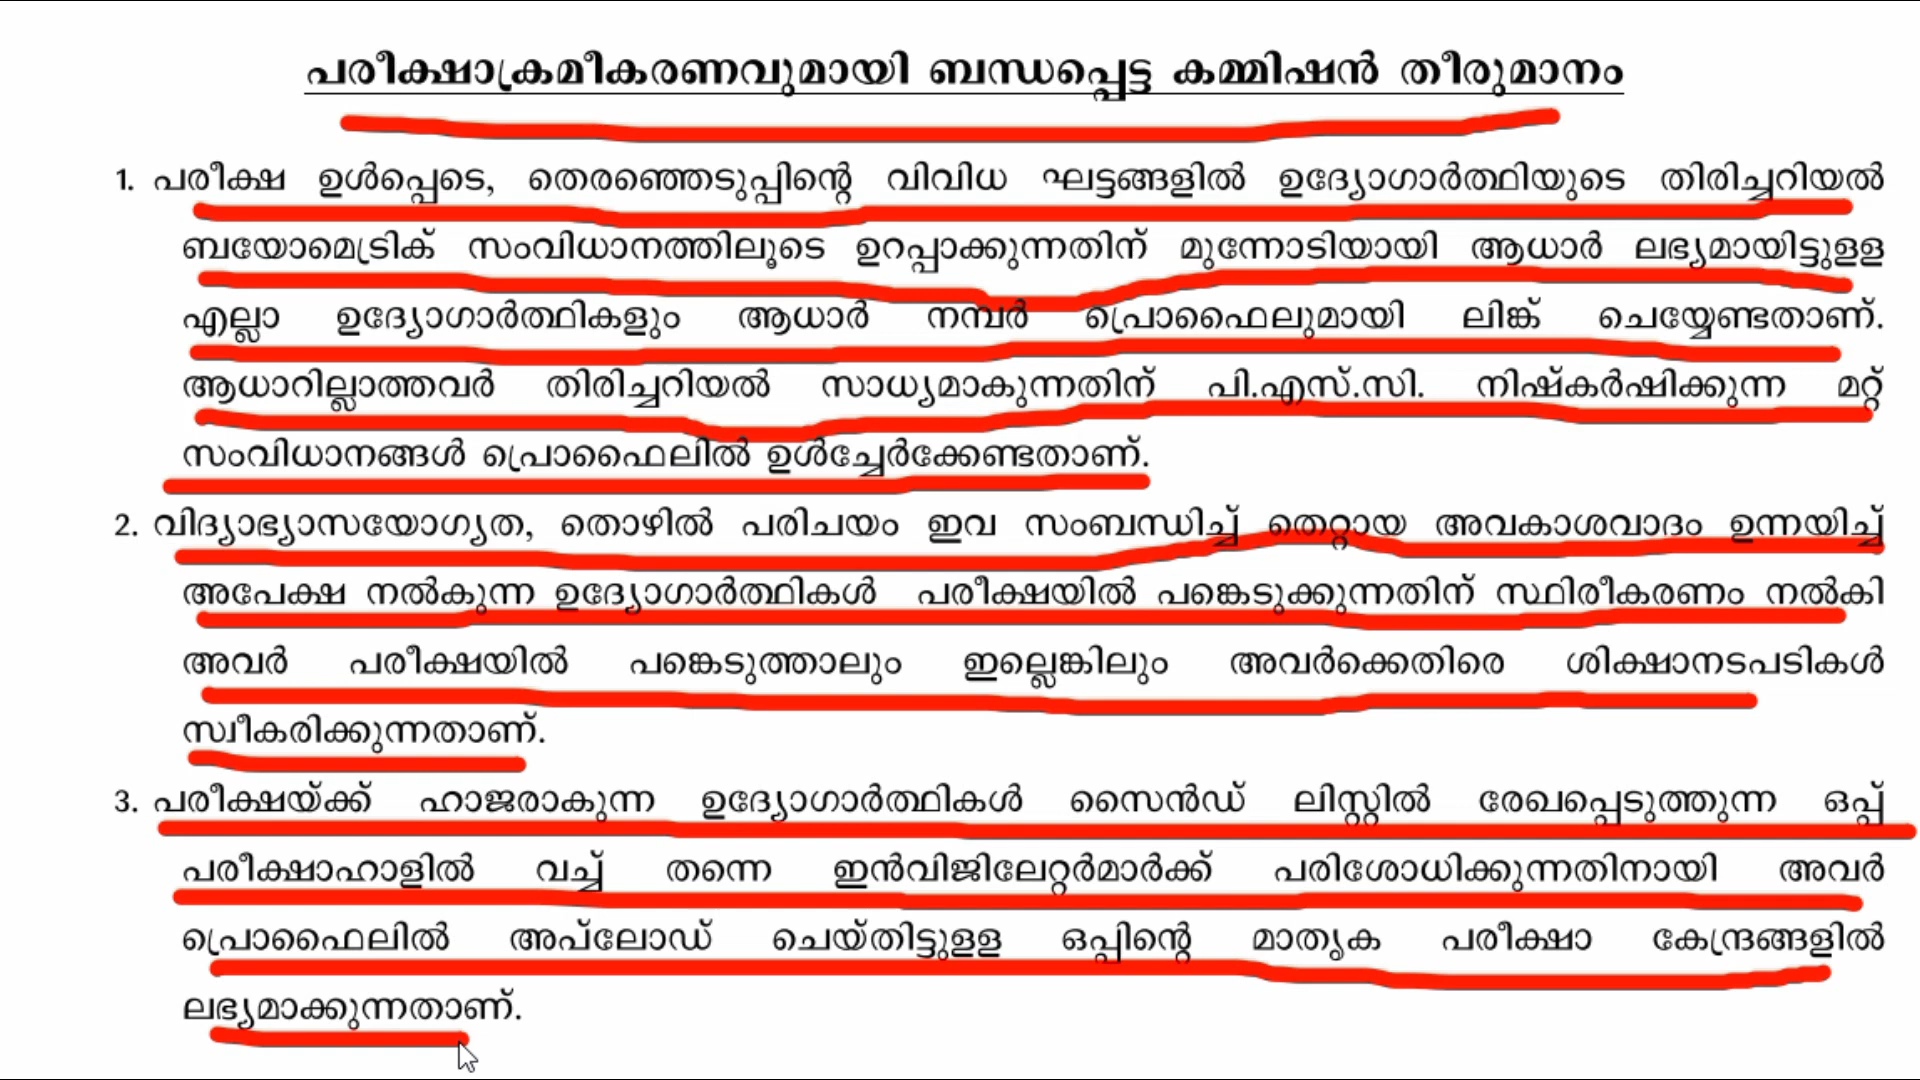 പരീക്ഷാക്രമീകരണവുമായി ബന്ധപ്പെട്ട കമ്മിഷൻ തീരുമാനം
1. പരീക്ഷ ഉൾപ്പെടെ, തെരഞ്ഞെടുപ്പിന്റെ വിവിധ ഘട്ടങ്ങളിൽ ഉദ്യോഗാർത്ഥിയുടെ തിരിച്ചറിയൽ
ബയോമെട്രിക് സംവിധാനത്തിലൂടെ ഉറപ്പാക്കുന്നതിന് മുന്നോടിയായി ആധാർ ലഭ്യമായിട്ടുളള
എല്ലാ ഉദ്യോഗാർത്ഥികളും ആധാർ നമ്പർ പ്രൊഫൈലുമായി ലിങ്ക് ചെയ്യേണ്ടതാണ്.
ആധാറില്ലാത്തവർ തിരിച്ചറിയൽ സാധ്യമാകുന്നതിന് പി.എസ്.സി. നിഷ്കർഷിക്കുന്ന മറ്റ്
സംവിധാനങ്ങൾ പ്രൊഫൈലിൽ ഉൾച്ചേർക്കേണ്ടതാണ്.
2. വിദ്യാഭ്യാസയോഗ്യത, തൊഴിൽ പരിചയം ഇവ സംബന്ധിച്ച് തെറ്റായ അവകാശവാദം ഉന്നയിച്ച്
അപേക്ഷ നൽകുന്ന ഉദ്യോഗാർത്ഥികൾ പരീക്ഷയിൽ പങ്കെടുക്കുന്നതിന് സ്ഥിരീകരണം നൽകി
അവർ പരീക്ഷയിൽ പങ്കെടുത്താലും ഇല്ലെങ്കിലും അവർക്കെതിരെ ശിക്ഷാനടപടികൾ
സ്വീകരിക്കുന്നതാണ്.
3. പരീക്ഷയ്ക്ക് ഹാജരാകുന്ന ഉദ്യോഗാർത്ഥികൾ സൈൻഡ് ലിസ്റ്റിൽ രേഖപ്പെടുത്തുന്ന ഒപ്പ്
പരീക്ഷാഹാളിൽ വച്ച് തന്നെ ഇൻവിജിലേറ്റർമാർക്ക് പരിശോധിക്കുന്നതിനായി അവർ
പ്രൊഫൈലിൽ അപ്‌ലോഡ് ചെയ്തിട്ടുളള ഒപ്പിന്റെ മാതൃക പരീക്ഷാ കേന്ദ്രങ്ങളിൽ
ലഭ്യമാക്കുന്നതാണ്.